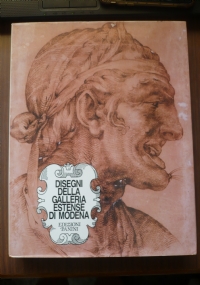 DISEGNI
DELLA
GALLERIA
ESTENSE
DI MODENA
EDIZIONI
PANINI